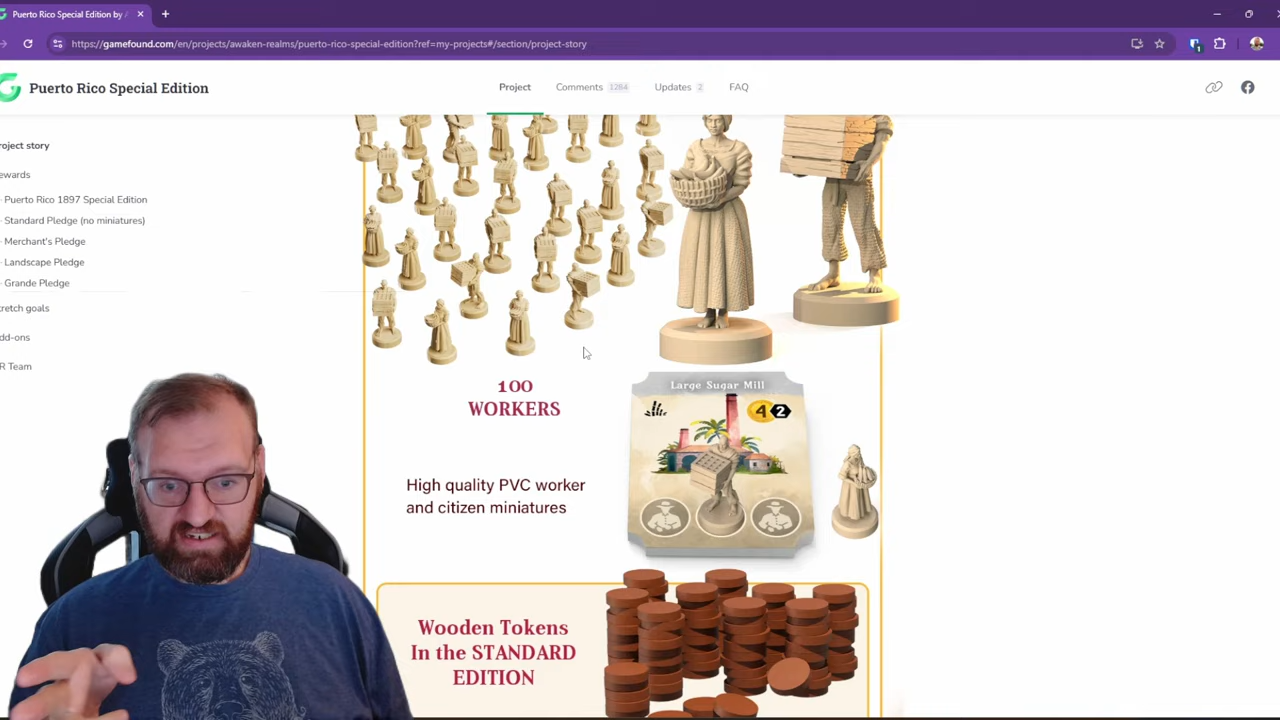 Puerto Rico Special Edition by
https://gamefound.com/en/projects/awaken-realms/puerto-rico-special-edition?ref=my-projects#/section/project-story
1
Puerto Rico Special Edition
Project
Comments 1264
Updates 2
FAQ
roject story
ewards
Puerto Rico 1897 Special Edition
Standard Pledge (no miniatures)
Merchant's Pledge
Landscape Pledge
Grande Pledge
retch goals
dd-ons
R Team
100
WORKERS
High quality PVC worker
and citizen miniatures
Large Sugar Mill
4 2
Wooden Tokens
In the STANDARD
EDITION